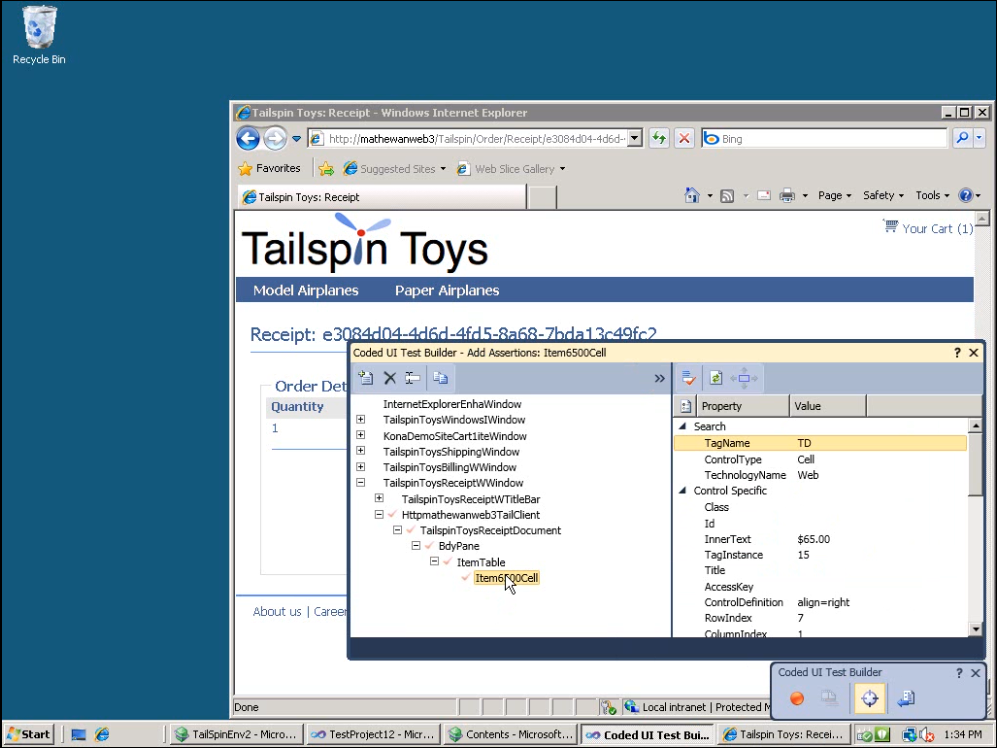 Recycle Bin
Tailspin Toys: Receipt - Windows Internet Explorer
http://mathewanweb3/Tailspin/Order/Receipt/e3084d04-4d6d-
Bing
Favorites
Suggested Sites
Web Slice Gallery
Tailspin Toys: Receipt
Page
Safety
Tools
Tailspin Toys
Your Cart (1)
Model Airplanes
Paper Airplanes
Receipt: e3084d04-4d6d-4fd5-8a68-7bda13c49fc2
Coded UI Test Builder - Add Assertions: Item6500Cell
Order Det
Quantity
1
About us | Career
InternetExplorerEnhaWindow
TailspinToysWindowsIWindow
KonaDemoSiteCart1iteWindow
TailspinToysShippingWindow
TailspinToysBillingWWindow
TailspinToysReceiptWWindow
TailspinToysReceiptWTitleBar
Httpmathewanweb3TailClient
TailspinToysReceiptDocument
BdyPane
ItemTable
Item6500Cell
Property Value
Search
TagName TD
ControlType Cell
TechnologyName Web
Control Specific
Class
Id
InnerText $65.00
TagInstance 15
Title
AccessKey
ControlDefinition align=right
RowIndex 7
ColumnIndex 1
Coded UI Test Builder
Done
Local intranet | Protected M
Start
TailSpinEnv2 - Micro...
TestProject12 - Micr...
Contents - Microsoft...
Coded UI Test Bui...
Tailspin Toys: Recei...
1:34 PM